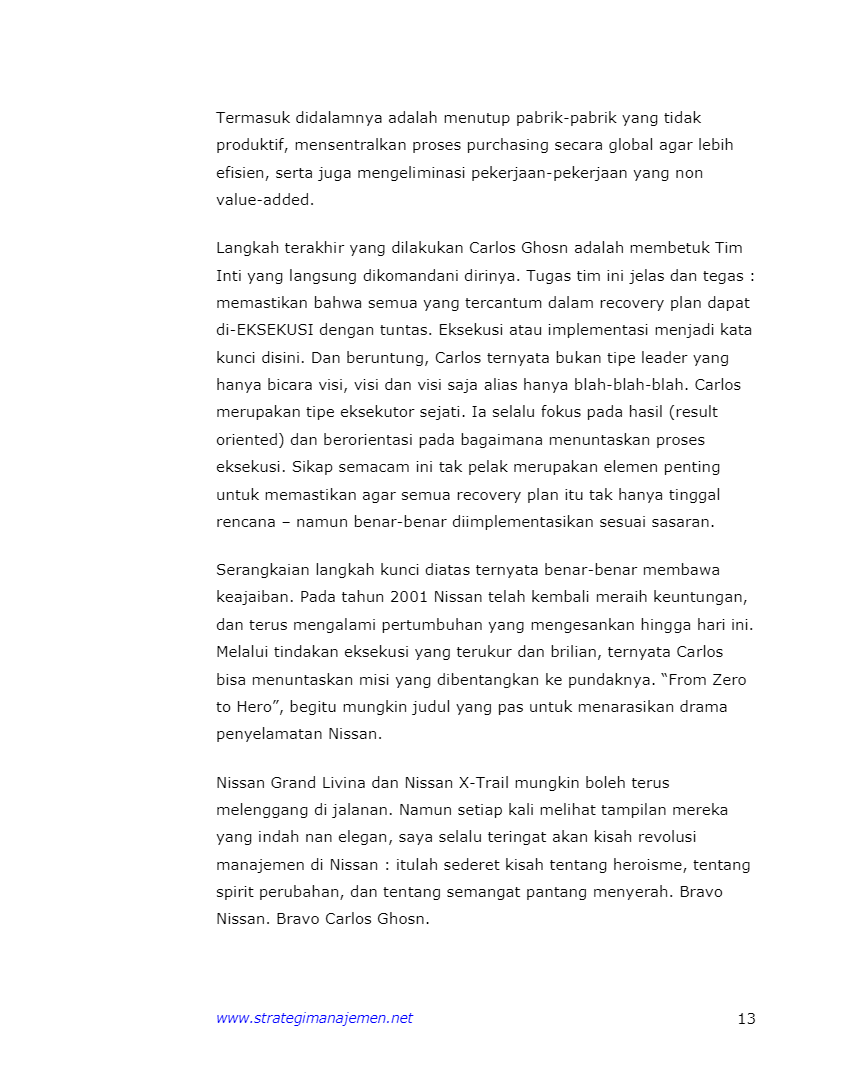 Termasuk didalamnya adalah menutup pabrik-pabrik yang tidak
produktif, mensentralkan proses purchasing secara global agar lebih
efisien, serta juga mengeliminasi pekerjaan-pekerjaan yang non
value-added.
Langkah terakhir yang dilakukan Carlos Ghosn adalah membetuk Tim
Inti yang langsung dikomandani dirinya. Tugas tim ini jelas dan tegas :
memastikan bahwa semua yang tercantum dalam recovery plan dapat
di-EKSEKUSI dengan tuntas. Eksekusi atau implementasi menjadi kata
kunci disini. Dan beruntung, Carlos ternyata bukan tipe leader yang
hanya bicara visi, visi dan visi saja alias hanya blah-blah-blah. Carlos
merupakan tipe eksekutor sejati. Ia selalu fokus pada hasil (result
oriented) dan berorientasi pada bagaimana menuntaskan proses
eksekusi. Sikap semacam ini tak pelak merupakan elemen penting
untuk memastikan agar semua recovery plan itu tak hanya tinggal
rencana – namun benar-benar diimplementasikan sesuai sasaran.
Serangkaian langkah kunci diatas ternyata benar-benar membawa
keajaiban. Pada tahun 2001 Nissan telah kembali meraih keuntungan,
dan terus mengalami pertumbuhan yang mengesankan hingga hari ini.
Melalui tindakan eksekusi yang terukur dan brilian, ternyata Carlos
bisa menuntaskan misi yang dibentangkan ke pundaknya. “From Zero
to Hero”, begitu mungkin judul yang pas untuk menarasikan drama
penyelamatan Nissan.
Nissan Grand Livina dan Nissan X-Trail mungkin boleh terus
melenggang di jalanan. Namun setiap kali melihat tampilan mereka
yang indah nan elegan, saya selalu teringat akan kisah revolusi
manajemen di Nissan : itulah sederet kisah tentang heroisme, tentang
spirit perubahan, dan tentang semangat pantang menyerah. Bravo
Nissan. Bravo Carlos Ghosn.
www.strategimanajemen.net 13